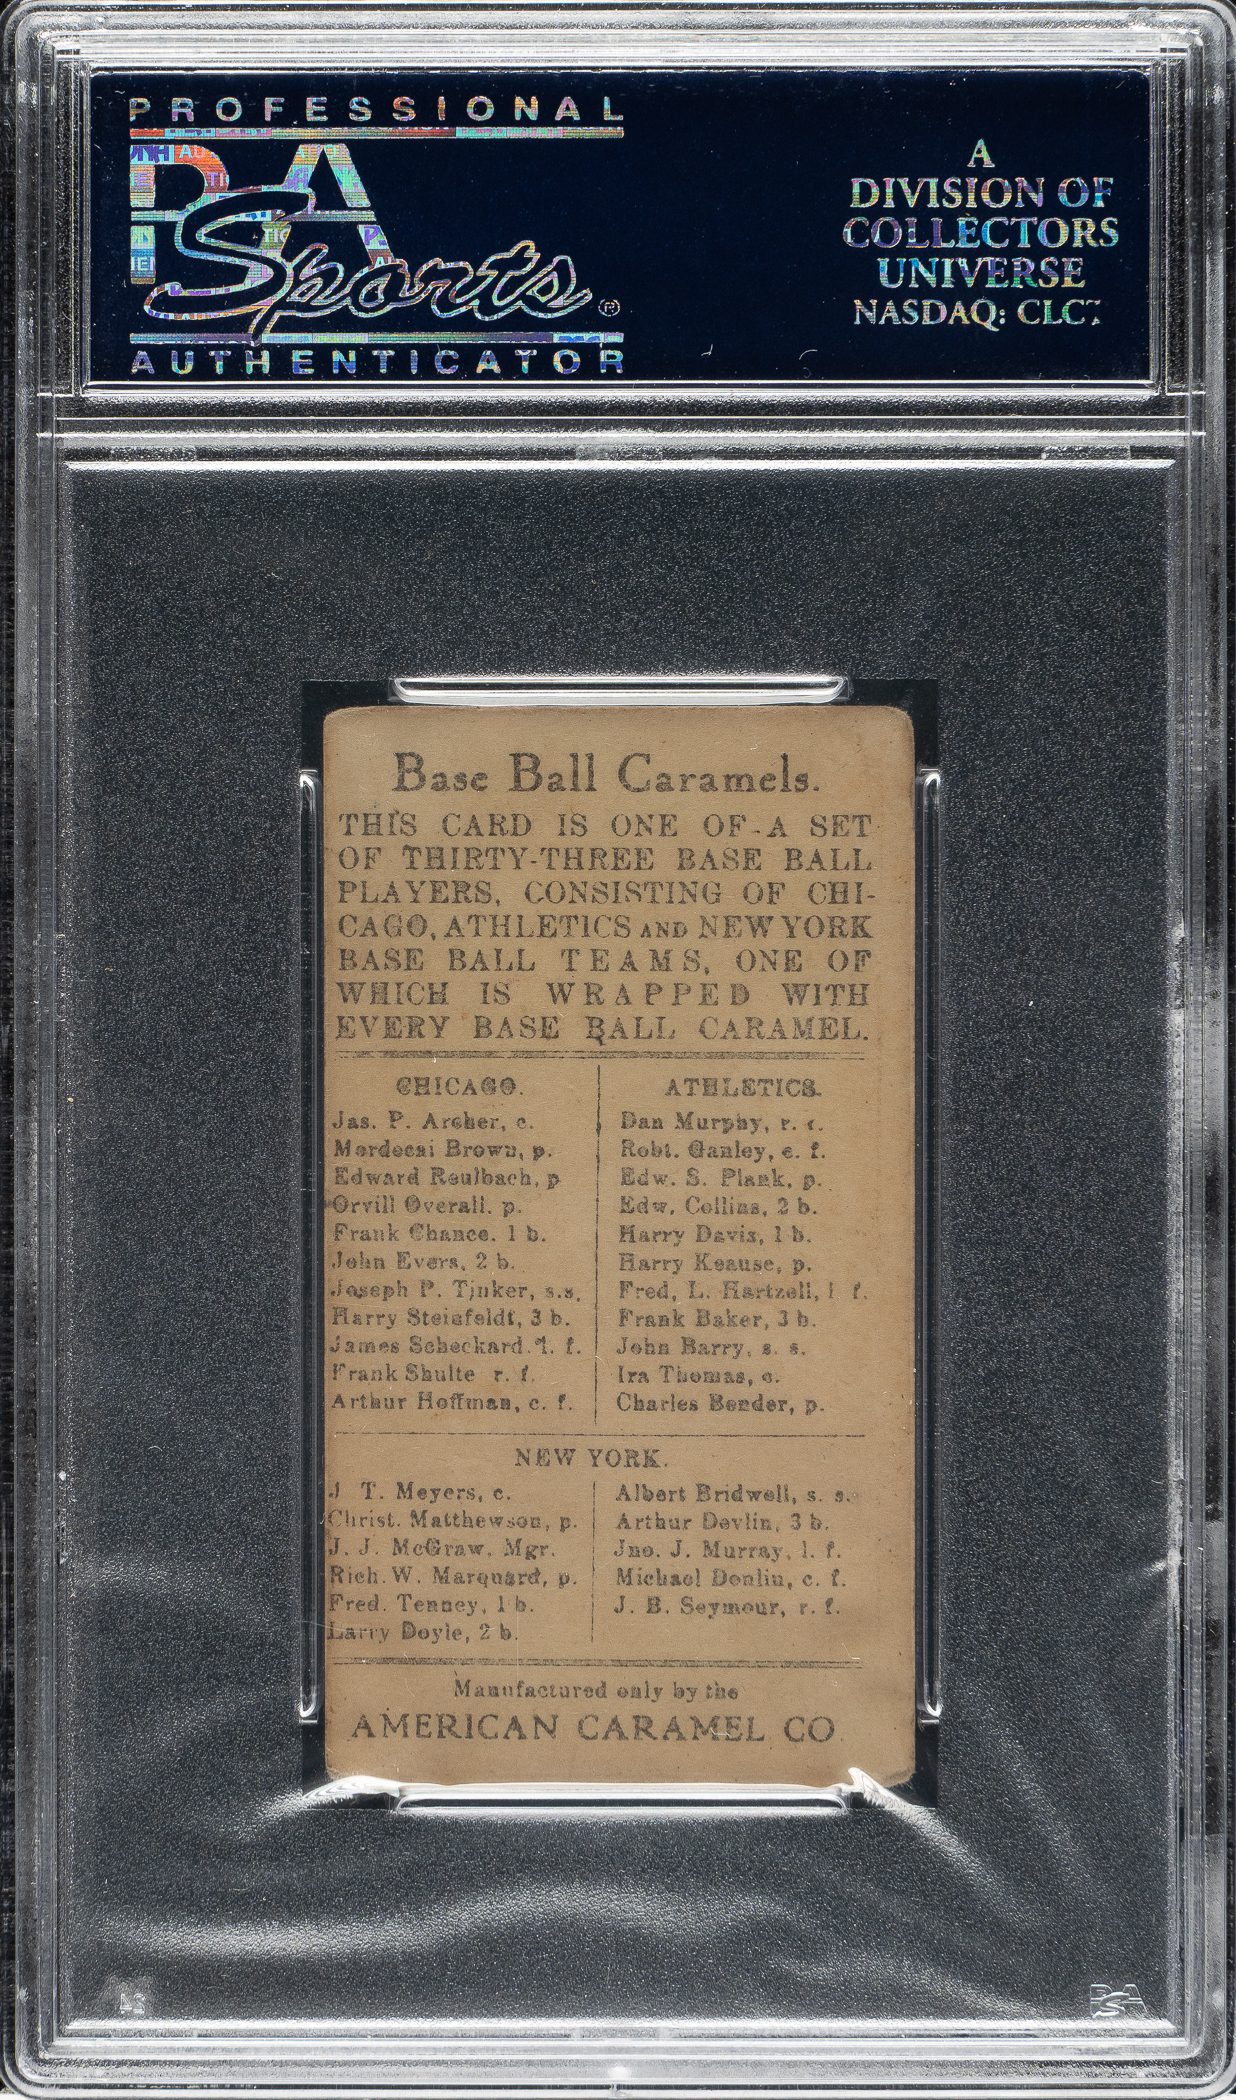 PROFESSIONAL
PSA
Sports®
AUTHENTICATOR
A
DIVISION OF
COLLECTORS
UNIVERSE
NASDAQ: CLCT
Base Ball Caramels.
THIS CARD IS ONE OF A SET
OF THIRTY-THREE BASE BALL
PLAYERS, CONSISTING OF CHI-
CAGO, ATHLETICS AND NEW YORK
BASE BALL TEAMS, ONE OF
WHICH IS WRAPPED WITH
EVERY BASE BALL CARAMEL.
CHICAGO.
Jas. P. Archer, c.
Mordecai Brown, p.
Edward Reulbach, p
Orvill Overall. p.
Frank Chance. 1 b.
John Evers, 2 b.
Joseph P. Tinker, s.s.
Harry Steinfeldt, 3 b.
James Scheckard. l. f.
Frank Shulte r. f.
Arthur Hoffman, c. f.
ATHLETICS.
Dan Murphy, r. f.
Robt. Ganley, c. f.
Edw. S. Plank, p.
Edw. Collins, 2 b.
Harry Davis, 1 b.
Harry Keause, p.
Fred, L. Hartzell, l f.
Frank Baker, 3 b.
John Barry, s. s.
Ira Thomas, c.
Charles Bender, p.
NEW YORK.
J. T. Meyers, c.
Christ. Matthewson, p.
J. J. McGraw, Mgr.
Rich. W. Marquard, p.
Fred. Tenney, 1 b.
Larry Doyle, 2 b.
Albert Bridwell, s. s.
Arthur Devlin, 3 b.
Jno. J. Murray, l. f.
Michael Donlin, c. f.
J. B. Seymour, r. f.
Manufactured only by the
AMERICAN CARAMEL CO.
PSA